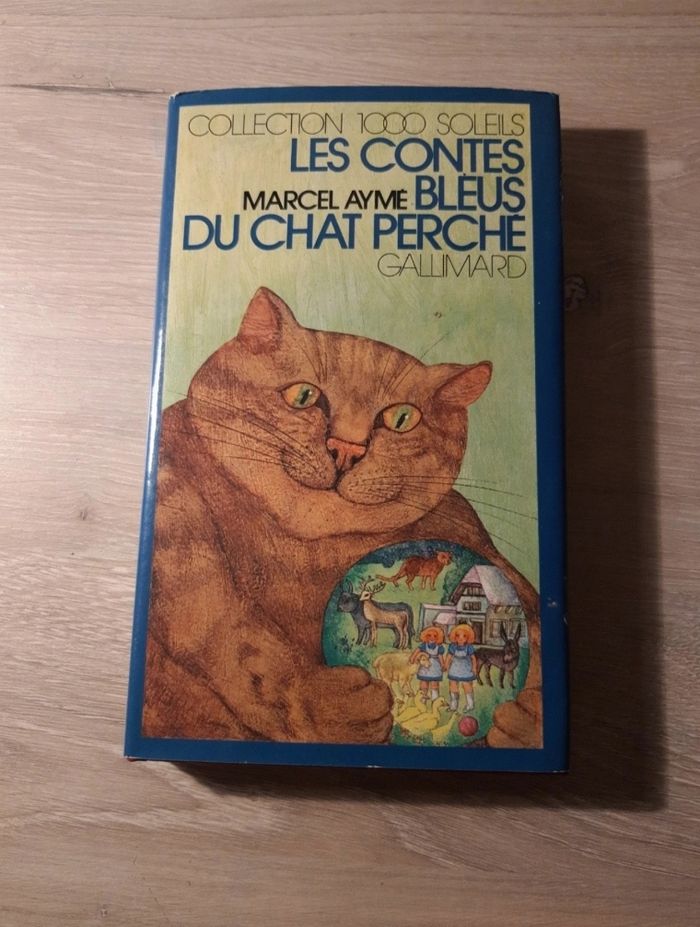 COLLECTION 1000 SOLEILS
LES CONTES
MARCEL AYMÉ BLEUS
DU CHAT PERCHÉ
GALLIMARD